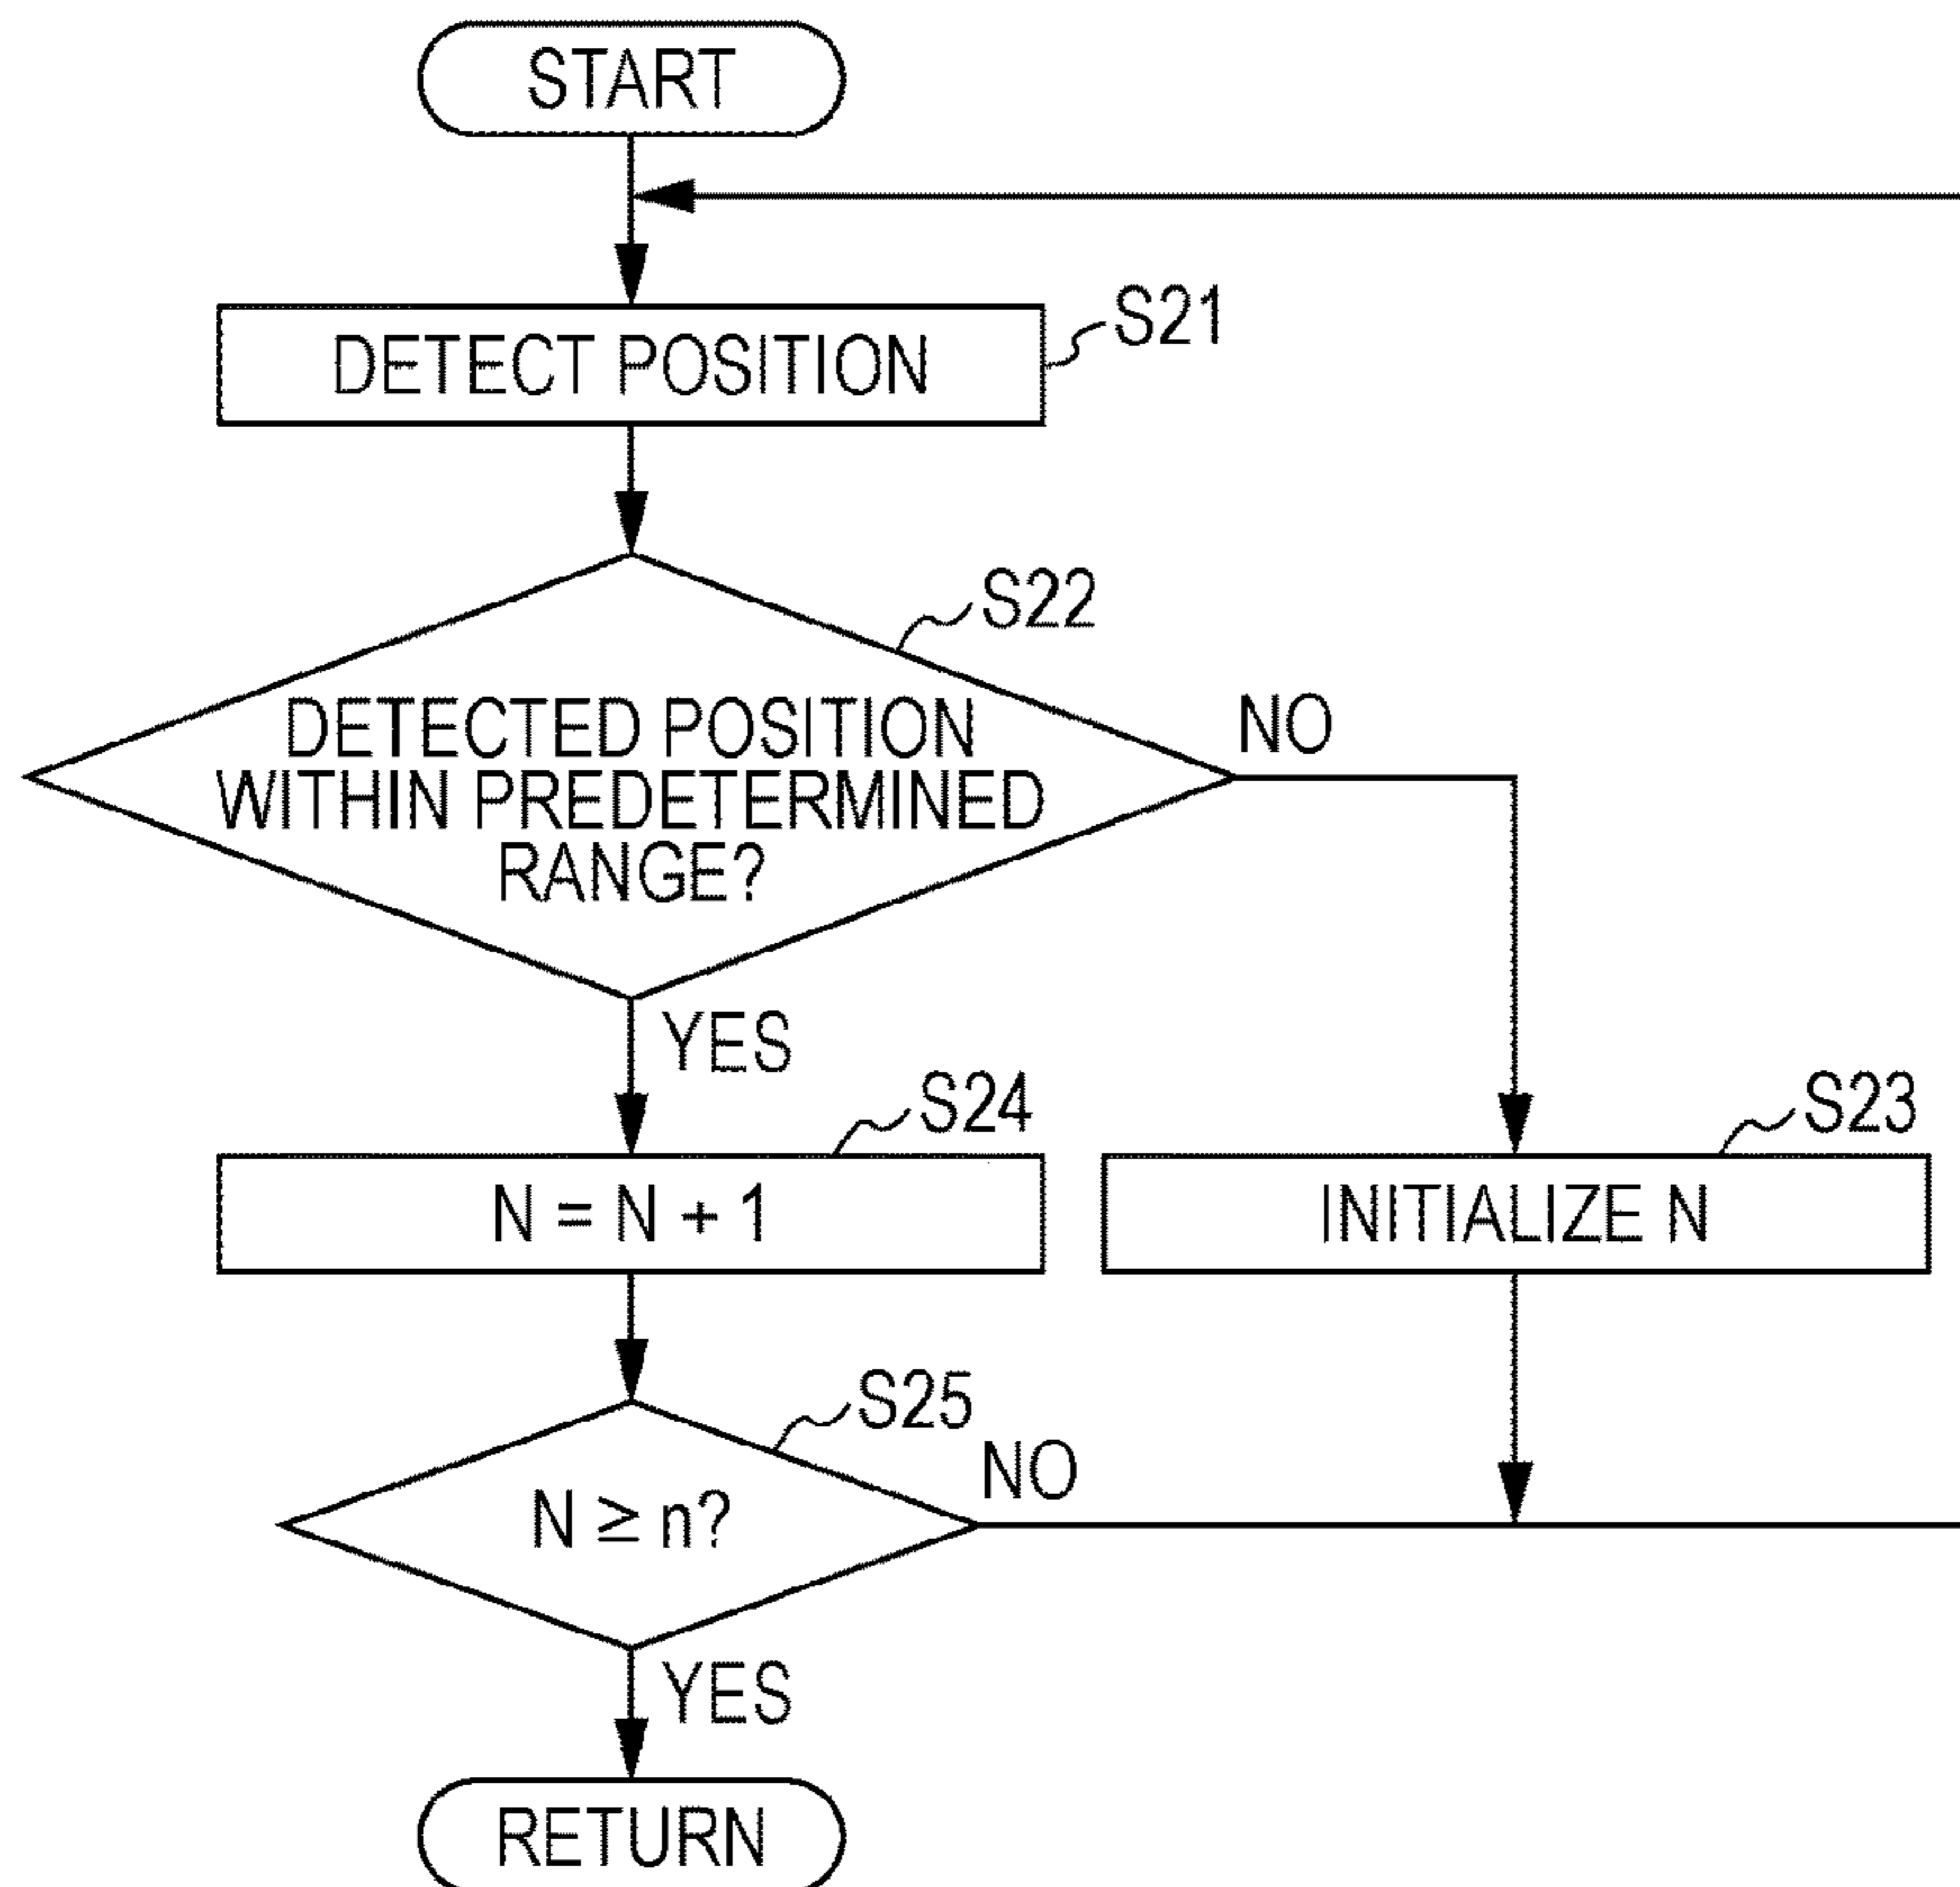 START
DETECT POSITION
S21
S22
DETECTED POSITION
WITHIN PREDETERMINED
RANGE?
NO
YES
S24
S23
N = N + 1
INITIALIZE N
S25
NO
N ≥ n?
YES
RETURN